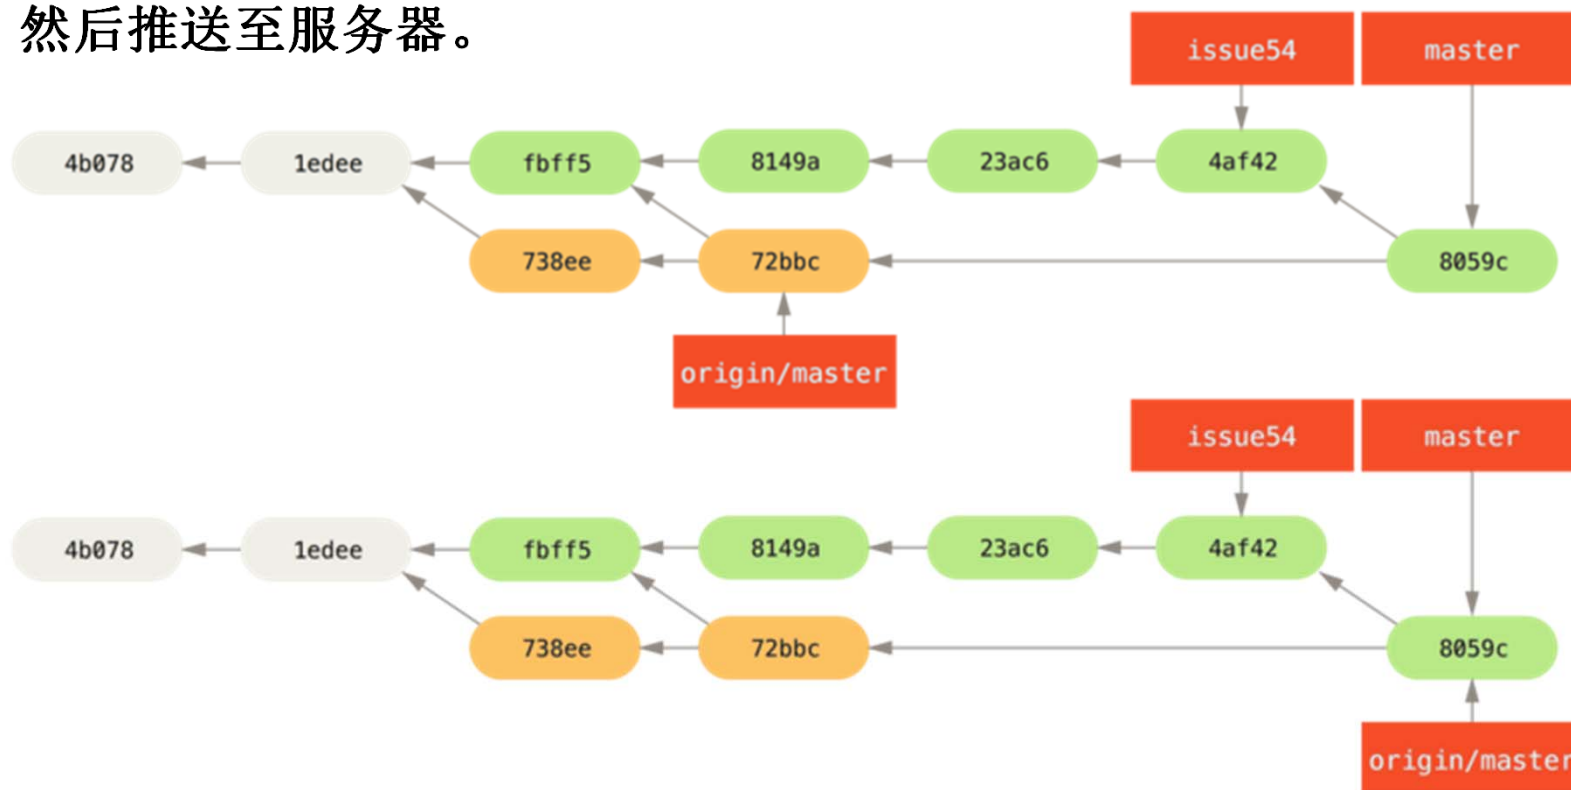 然后推送至服务器。
issue54 master
4b078 1edee fbff5 8149a 23ac6 4af42
738ee 72bbc 8059c
origin/master
issue54 master
4b078 1edee fbff5 8149a 23ac6 4af42
738ee 72bbc 8059c
origin/master